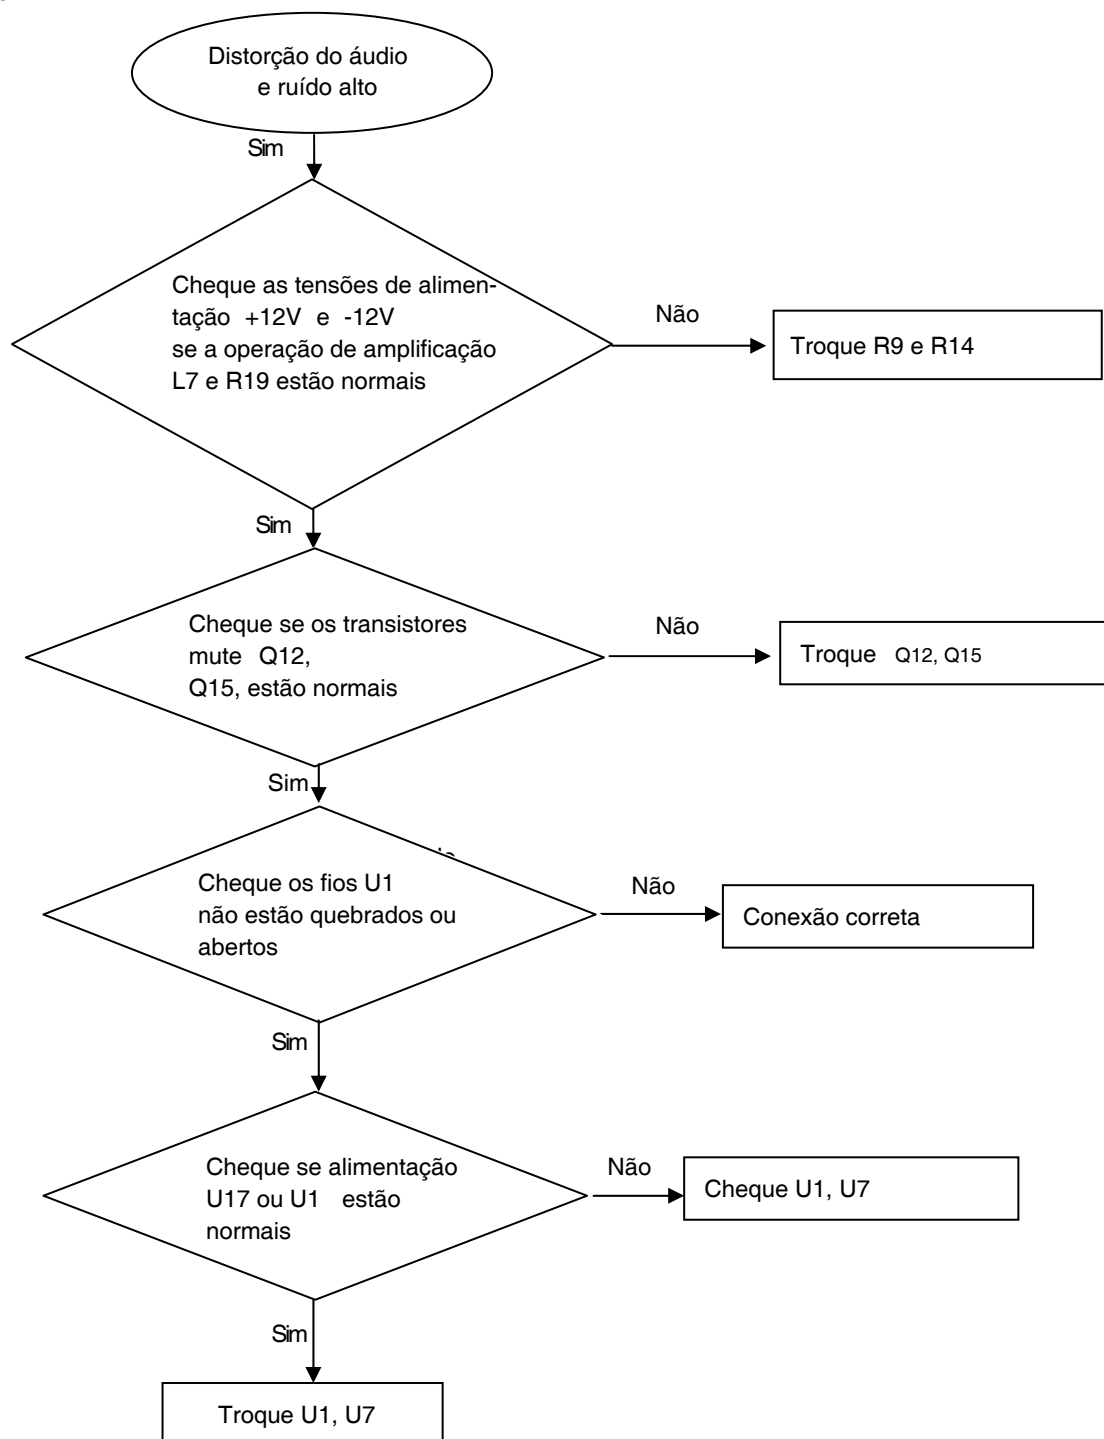 Distorção do áudio
e ruído alto
Sim
Cheque as tensões de alimen-
tação +12V e -12V
se a operação de amplificação
L7 e R19 estão normais
Não
Troque R9 e R14
Sim
Cheque se os transistores
mute Q12,
Q15, estão normais
Não
Troque Q12, Q15
Sim
Cheque os fios U1
não estão quebrados ou
abertos
Não
Conexão correta
Sim
Cheque se alimentação
U17 ou U1 estão
normais
Não
Cheque U1, U7
Sim
Troque U1, U7